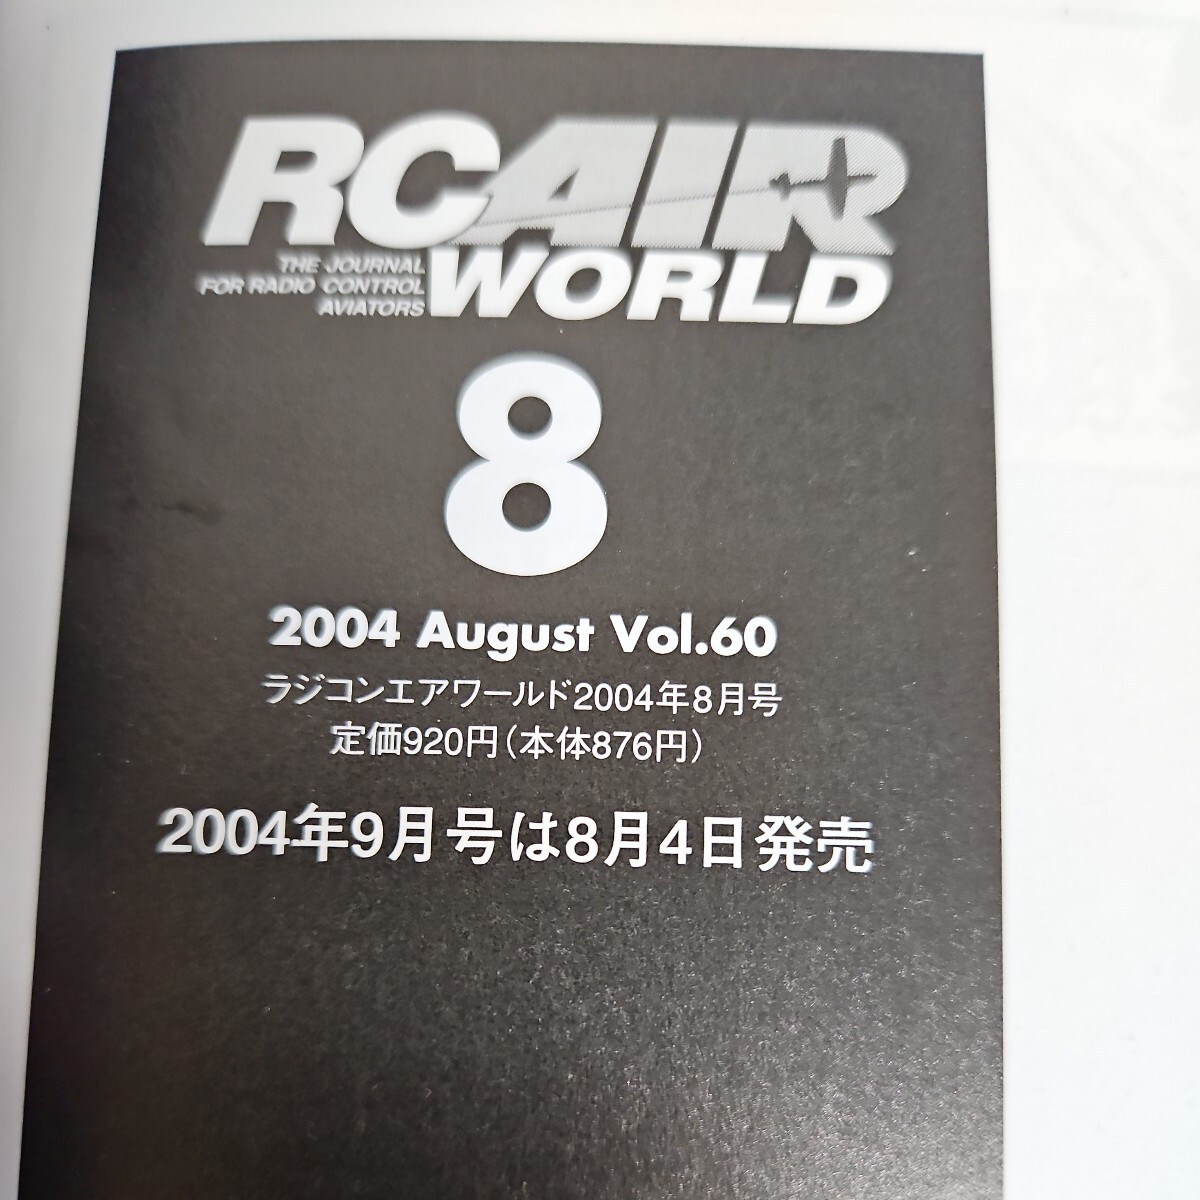 RC AIR
WORLD
THE JOURNAL
FOR RADIO CONTROL
AVIATORS
8
2004 August Vol.60
ラジコンエアワールド2004年8月号
定価920円(本体876円)
2004年9月号は8月4日発売